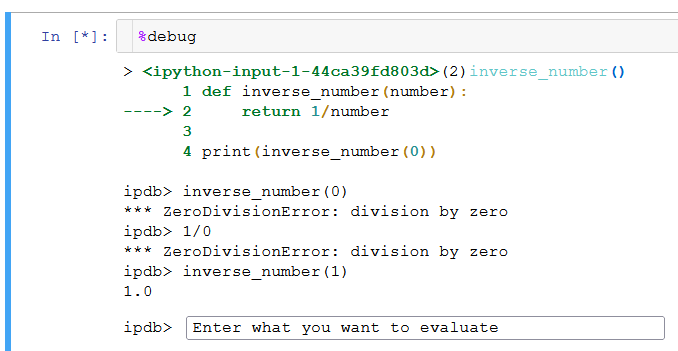 In [*]: %debug
> <ipython-input-1-44ca39fd803d>(2)inverse_number()
1 def inverse_number(number):
----> 2     return 1/number
3
4 print(inverse_number(0))
ipdb> inverse_number(0)
*** ZeroDivisionError: division by zero
ipdb> 1/0
*** ZeroDivisionError: division by zero
ipdb> inverse_number(1)
1.0
ipdb> Enter what you want to evaluate